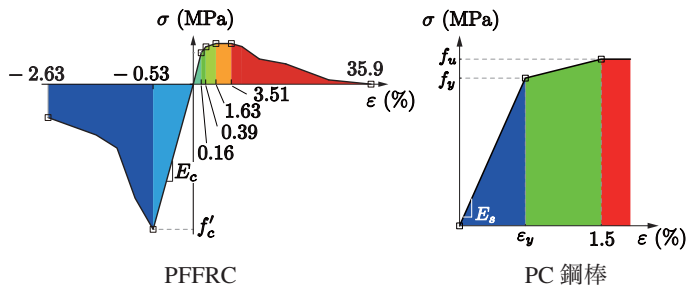 σ (MPa)
− 2.63
− 0.53
35.9
ε (%)
3.51
1.63
0.39
0.16
E_c
f'_c
PFFRC
σ (MPa)
f_u
f_y
E_s
ε_y
1.5
ε (%)
PC 鋼棒